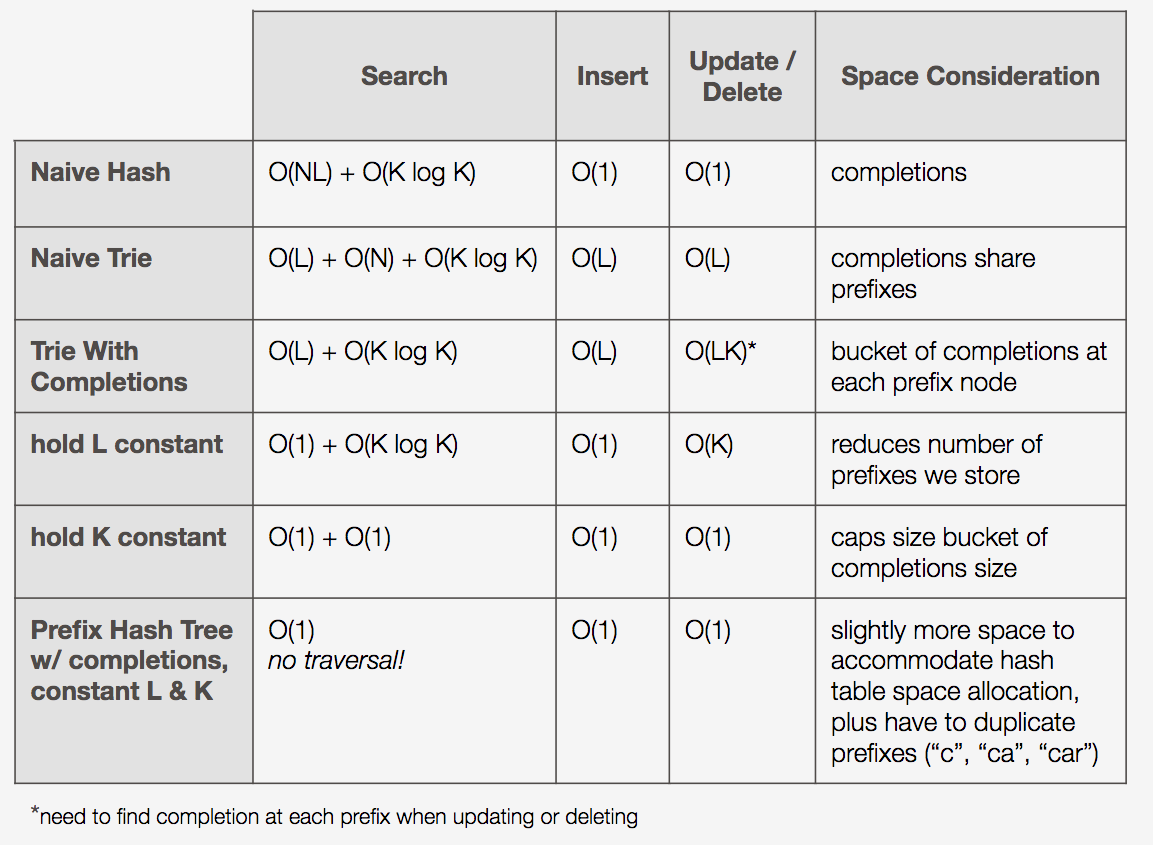 Search
Insert
Update /
Delete
Space Consideration
Naive Hash
O(NL) + O(K log K)
O(1)
O(1)
completions
Naive Trie
O(L) + O(N) + O(K log K)
O(L)
O(L)
completions share
prefixes
Trie With
Completions
O(L) + O(K log K)
O(L)
O(LK)*
bucket of completions at
each prefix node
hold L constant
O(1) + O(K log K)
O(1)
O(K)
reduces number of
prefixes we store
hold K constant
O(1) + O(1)
O(1)
O(1)
caps size bucket of
completions size
Prefix Hash Tree
w/ completions,
constant L & K
O(1)
no traversal!
O(1)
O(1)
slightly more space to
accommodate hash
table space allocation,
plus have to duplicate
prefixes (“c”, “ca”, “car”)
*need to find completion at each prefix when updating or deleting